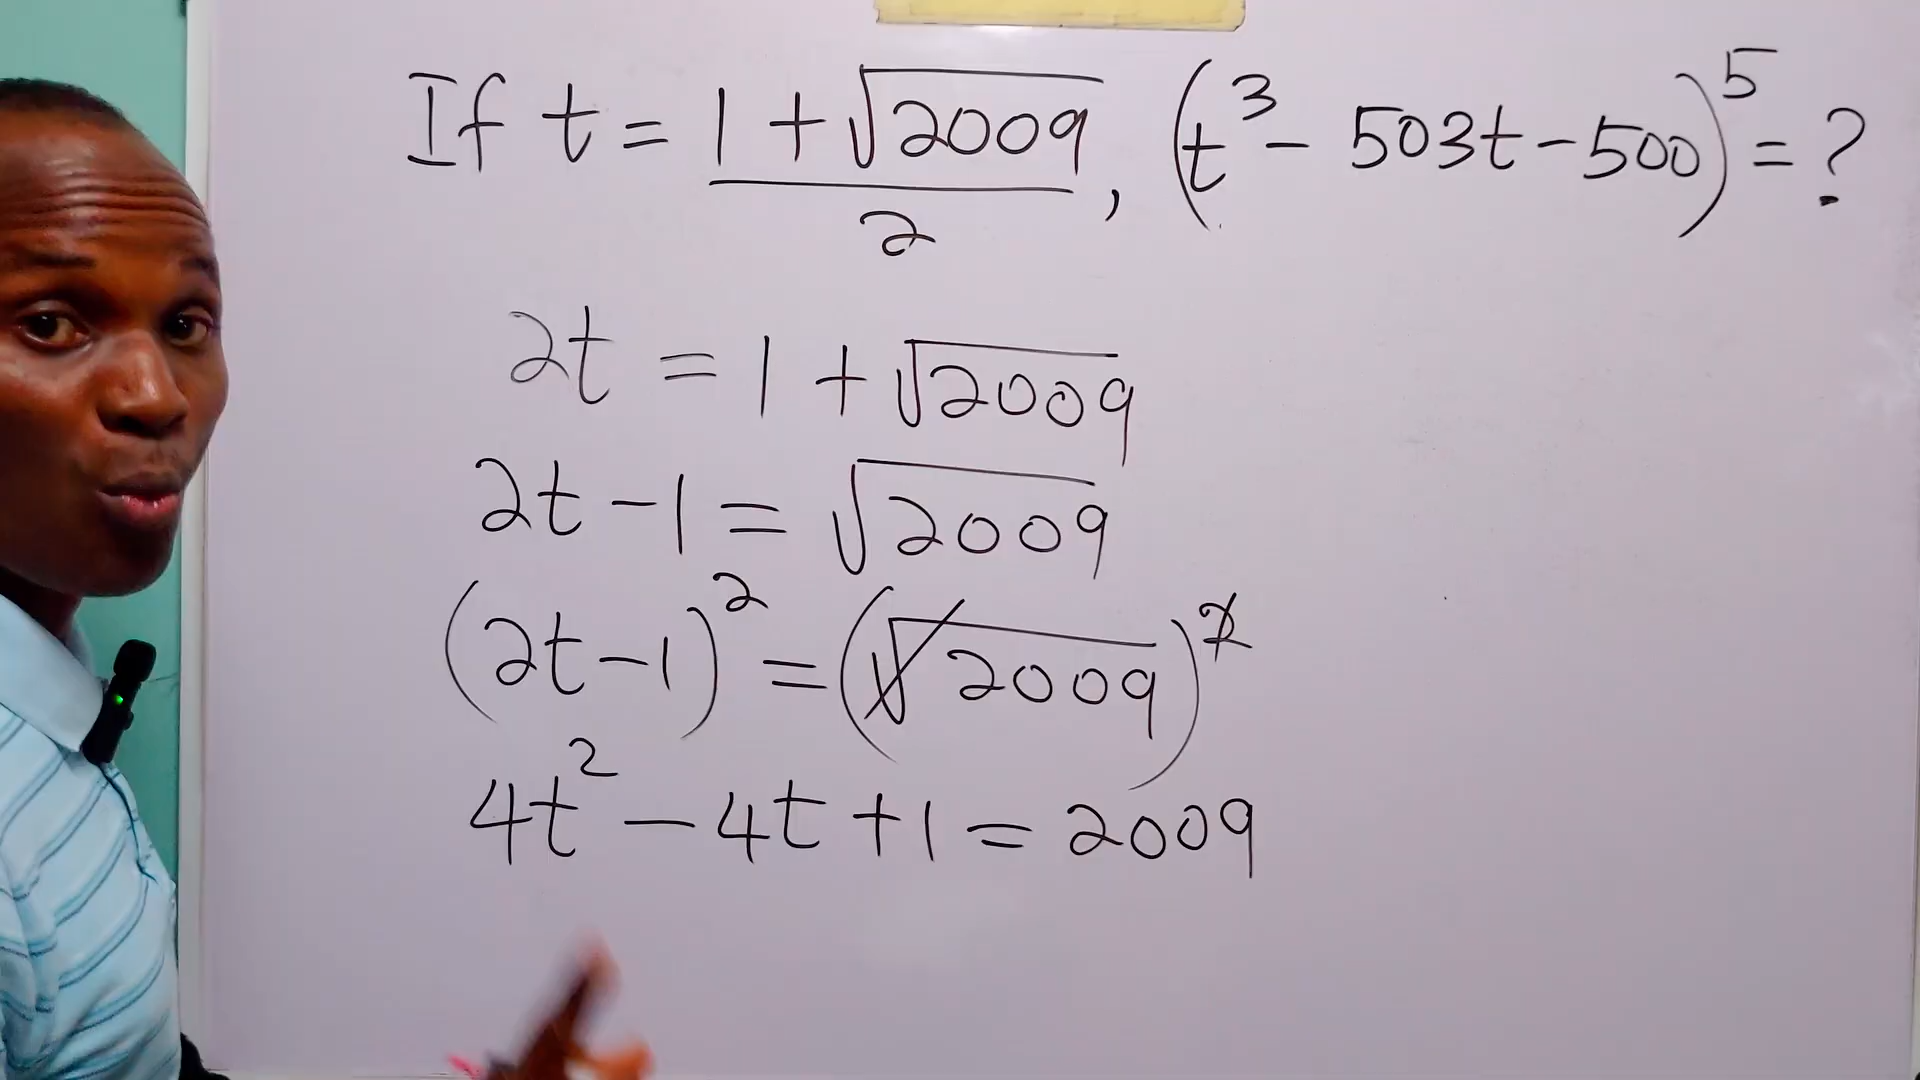 If t = 1 + √2009 / 2, (t³ - 503t - 500)⁵ = ?
2t = 1 + √2009
2t - 1 = √2009
(2t - 1)² = (√2009)²
4t² - 4t + 1 = 2009